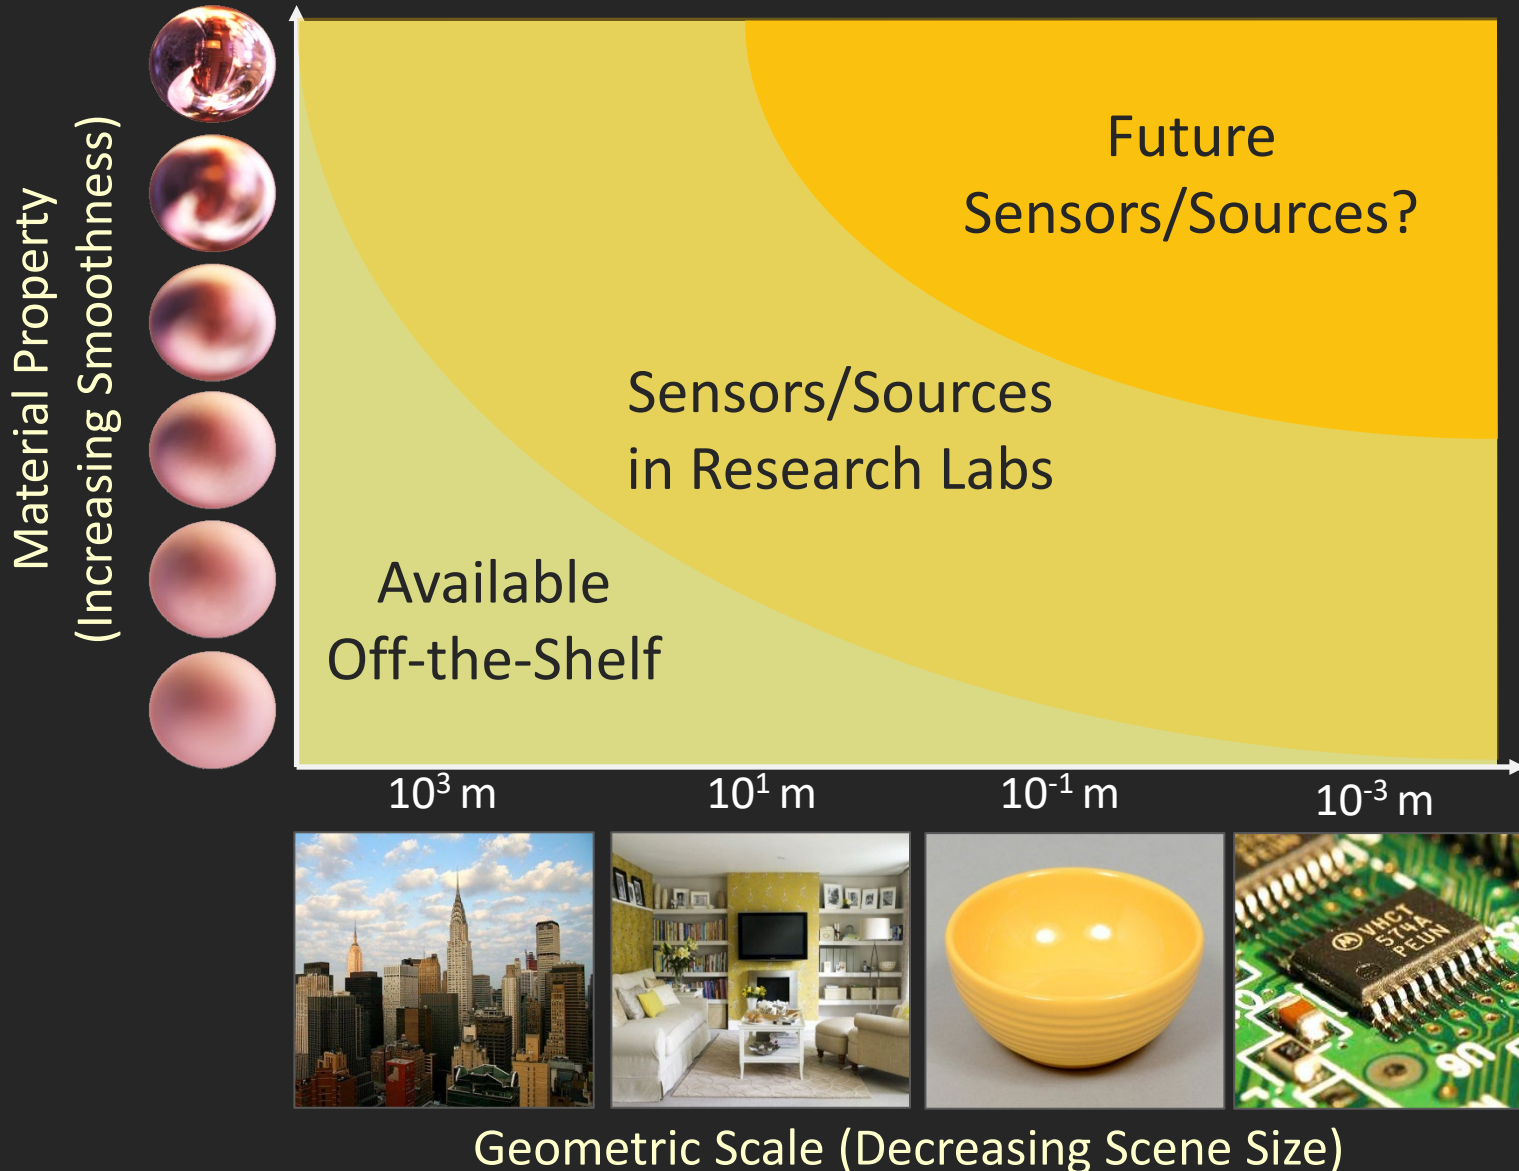 Material Property
(Increasing Smoothness)
Future
Sensors/Sources?
Sensors/Sources
in Research Labs
Available
Off-the-Shelf
10³ m
10¹ m
10⁻¹ m
10⁻³ m
VHCT
574A
PEUN
U6
Geometric Scale (Decreasing Scene Size)